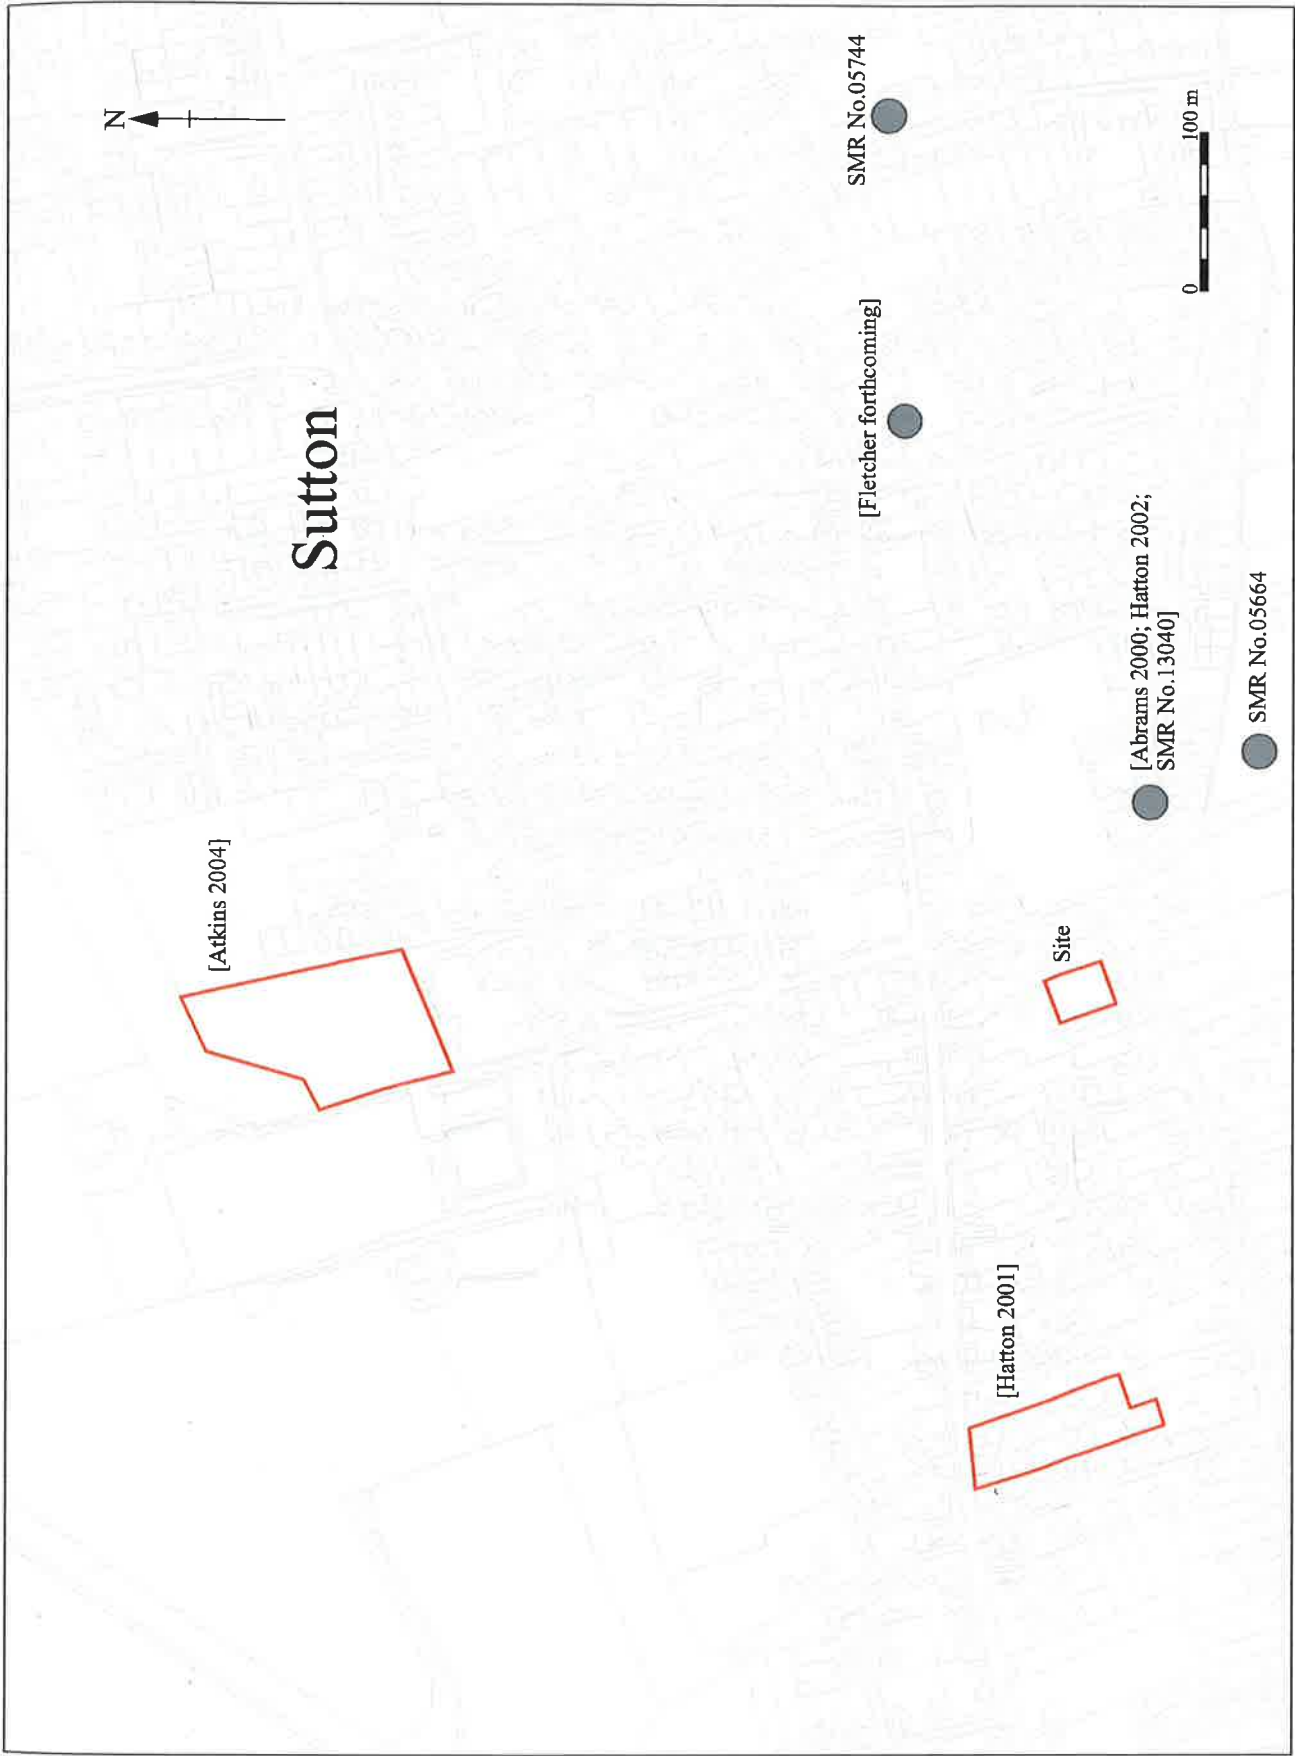 N
Sutton
[Atkins 2004]
SMR No.05744
[Fletcher forthcoming]
[Abrams 2000; Hatton 2002;
SMR No.13040]
SMR No.05664
Site
[Hatton 2001]
0
100 m